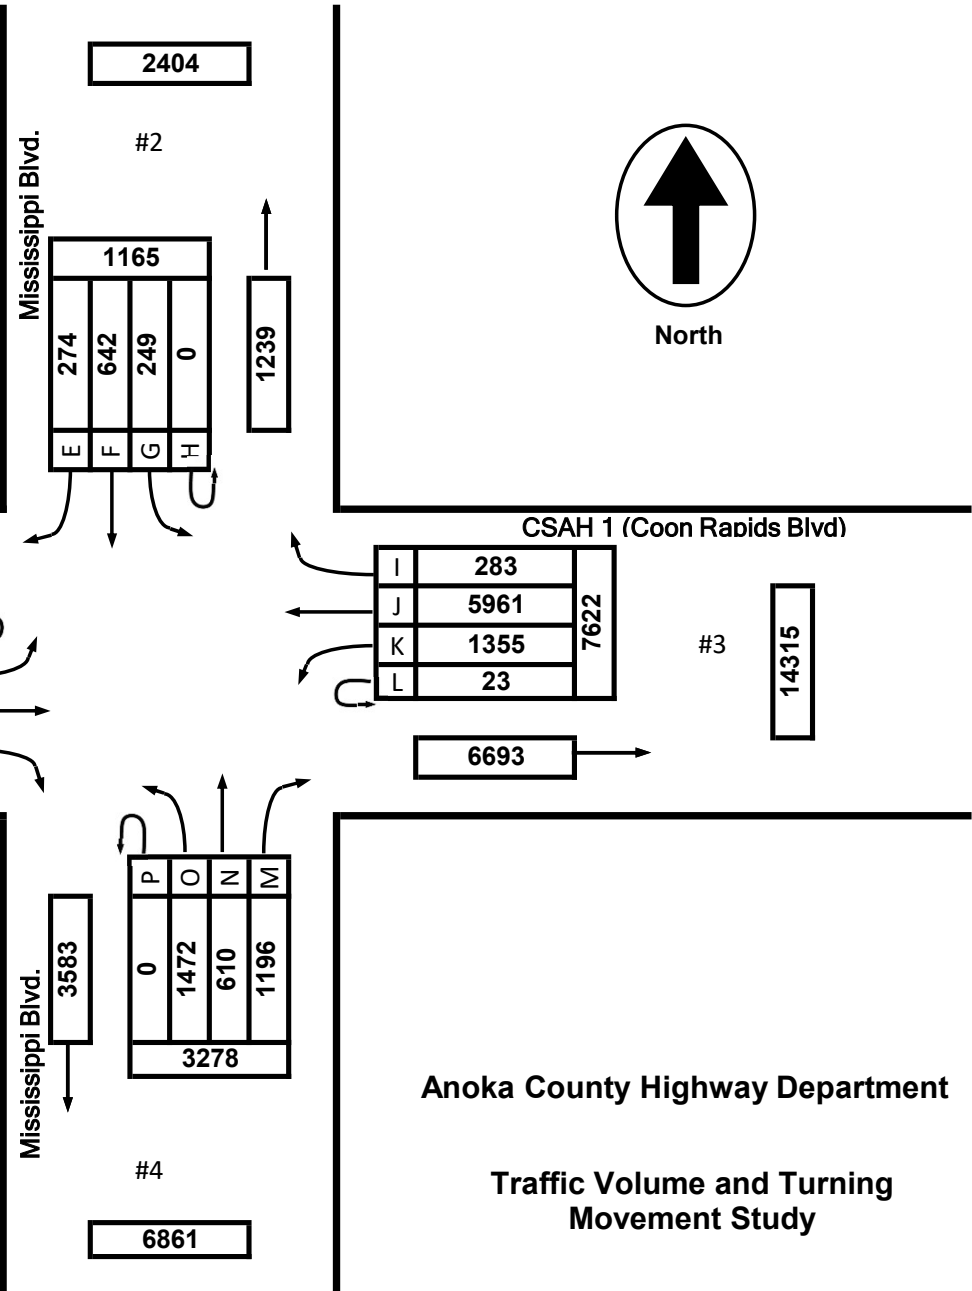 2404
#2
Mississippi Blvd.
1165
274
642
249
0
1239
E
F
G
H
North
CSAH 1 (Coon Rapids Blvd)
I
283
J
5961
K
1355
L
23
7622
#3
14315
6693
P
O
N
M
0
1472
610
1196
3583
3278
Mississippi Blvd.
#4
6861
Anoka County Highway Department
Traffic Volume and Turning
Movement Study